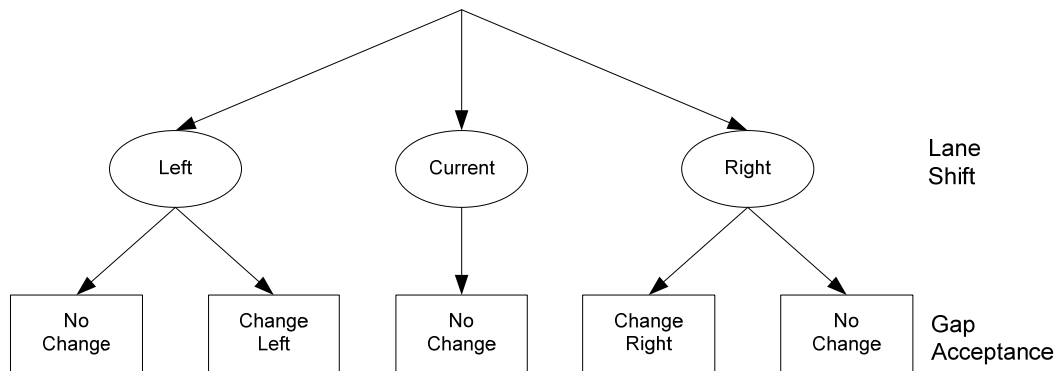 Left
Current
Right
Lane
Shift
No
Change
Change
Left
No
Change
Change
Right
No
Change
Gap
Acceptance